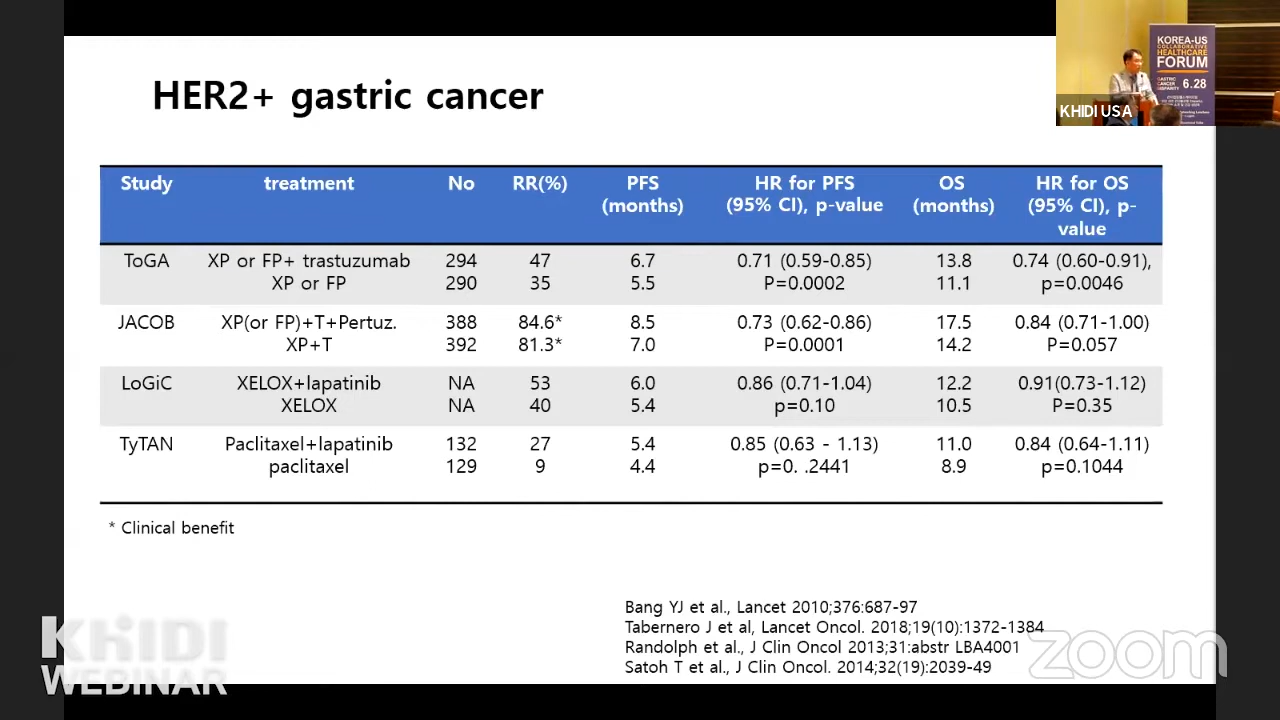 HER2+ gastric cancer
KOREA-US
COLLABORATIVE
HEALTHCARE
FORUM
GASTRIC
CANCER
DISPARITY
6.28
KHIDI USA
Study treatment No RR(%) PFS (months) HR for PFS (95% CI), p-value OS (months) HR for OS (95% CI), p-value
ToGA XP or FP+ trastuzumab 294 47 6.7 0.71 (0.59-0.85) 13.8 0.74 (0.60-0.91),
XP or FP 290 35 5.5 P=0.0002 11.1 p=0.0046
JACOB XP(or FP)+T+Pertuz. 388 84.6* 8.5 0.73 (0.62-0.86) 17.5 0.84 (0.71-1.00)
XP+T 392 81.3* 7.0 P=0.0001 14.2 P=0.057
LoGiC XELOX+lapatinib NA 53 6.0 0.86 (0.71-1.04) 12.2 0.91(0.73-1.12)
XELOX NA 40 5.4 p=0.10 10.5 P=0.35
TyTAN Paclitaxel+lapatinib 132 27 5.4 0.85 (0.63 - 1.13) 11.0 0.84 (0.64-1.11)
paclitaxel 129 9 4.4 p=0. .2441 8.9 p=0.1044
* Clinical benefit
Bang YJ et al., Lancet 2010;376:687-97
Tabernero J et al, Lancet Oncol. 2018;19(10):1372-1384
Randolph et al., J Clin Oncol 2013;31:abstr LBA4001
Satoh T et al., J Clin Oncol. 2014;32(19):2039-49
KHIDI
WEBINAR
zoom